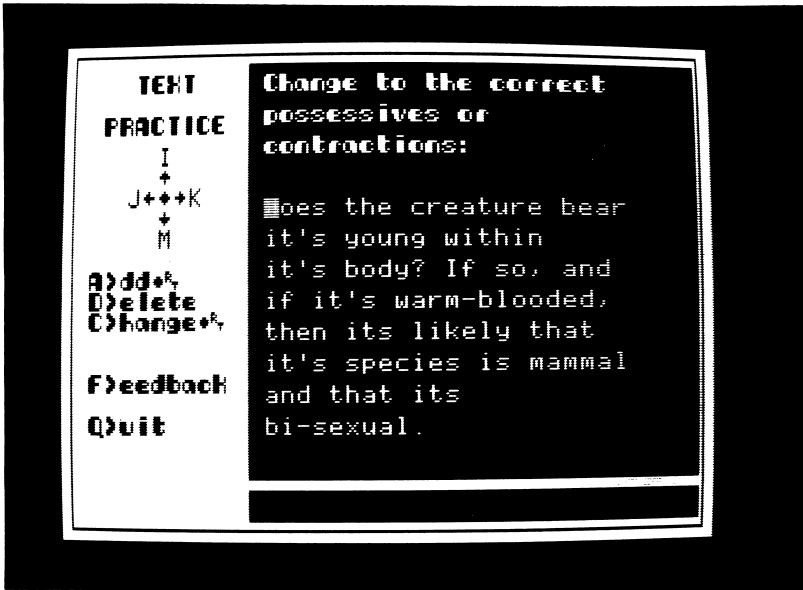 TEXT
PRACTICE
I
J K
M
A)dd
D)elete
C)hange
F)eedback
Q)uit
Change to the correct
possessives or
contractions:
oes the creature bear
it's young within
it's body? If so, and
if it's warm-blooded,
then its likely that
it's species is mammal
and that its
bi-sexual.